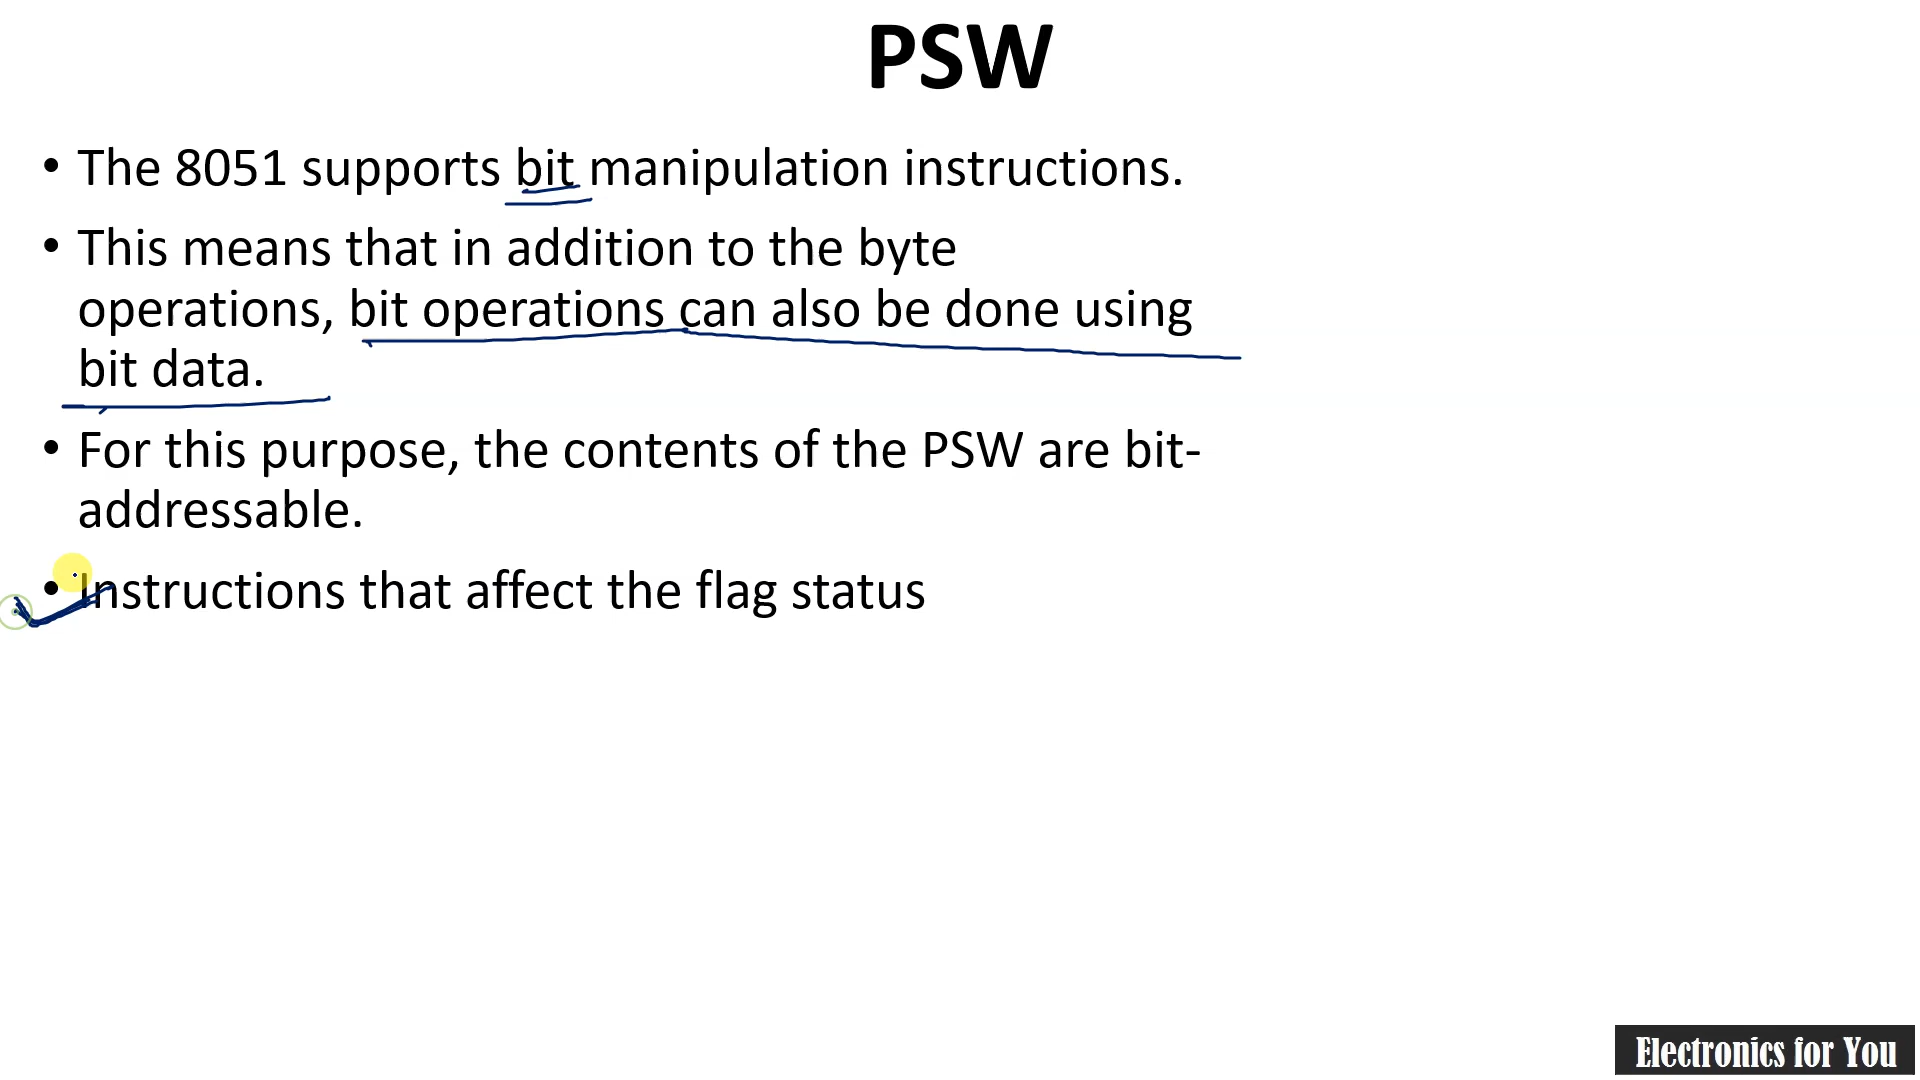 PSW
• The 8051 supports bit manipulation instructions.
• This means that in addition to the byte
operations, bit operations can also be done using
bit data.
• For this purpose, the contents of the PSW are bit-
addressable.
• Instructions that affect the flag status
Electronics for You